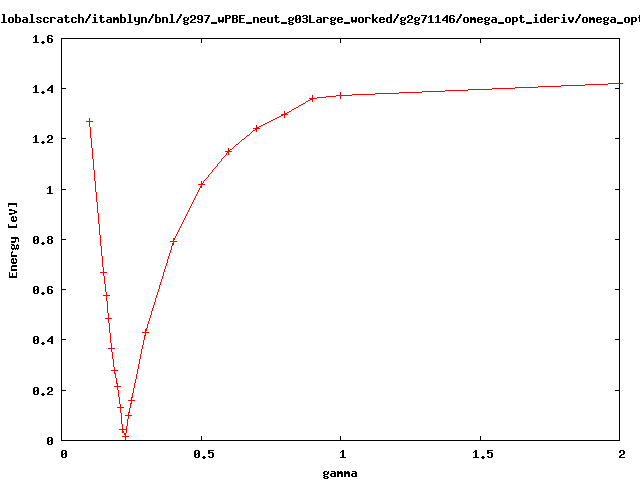 lobalscratch/itamblyn/bnl/g297_wPBE_neut_g03Large_worked/g2g71146/omega_opt_ideriv/omega_opt
1.6
1.4
1.2
1
0.8
0.6
0.4
0.2
0
Energy [eV]
0 0.5 1 1.5 2
gamma